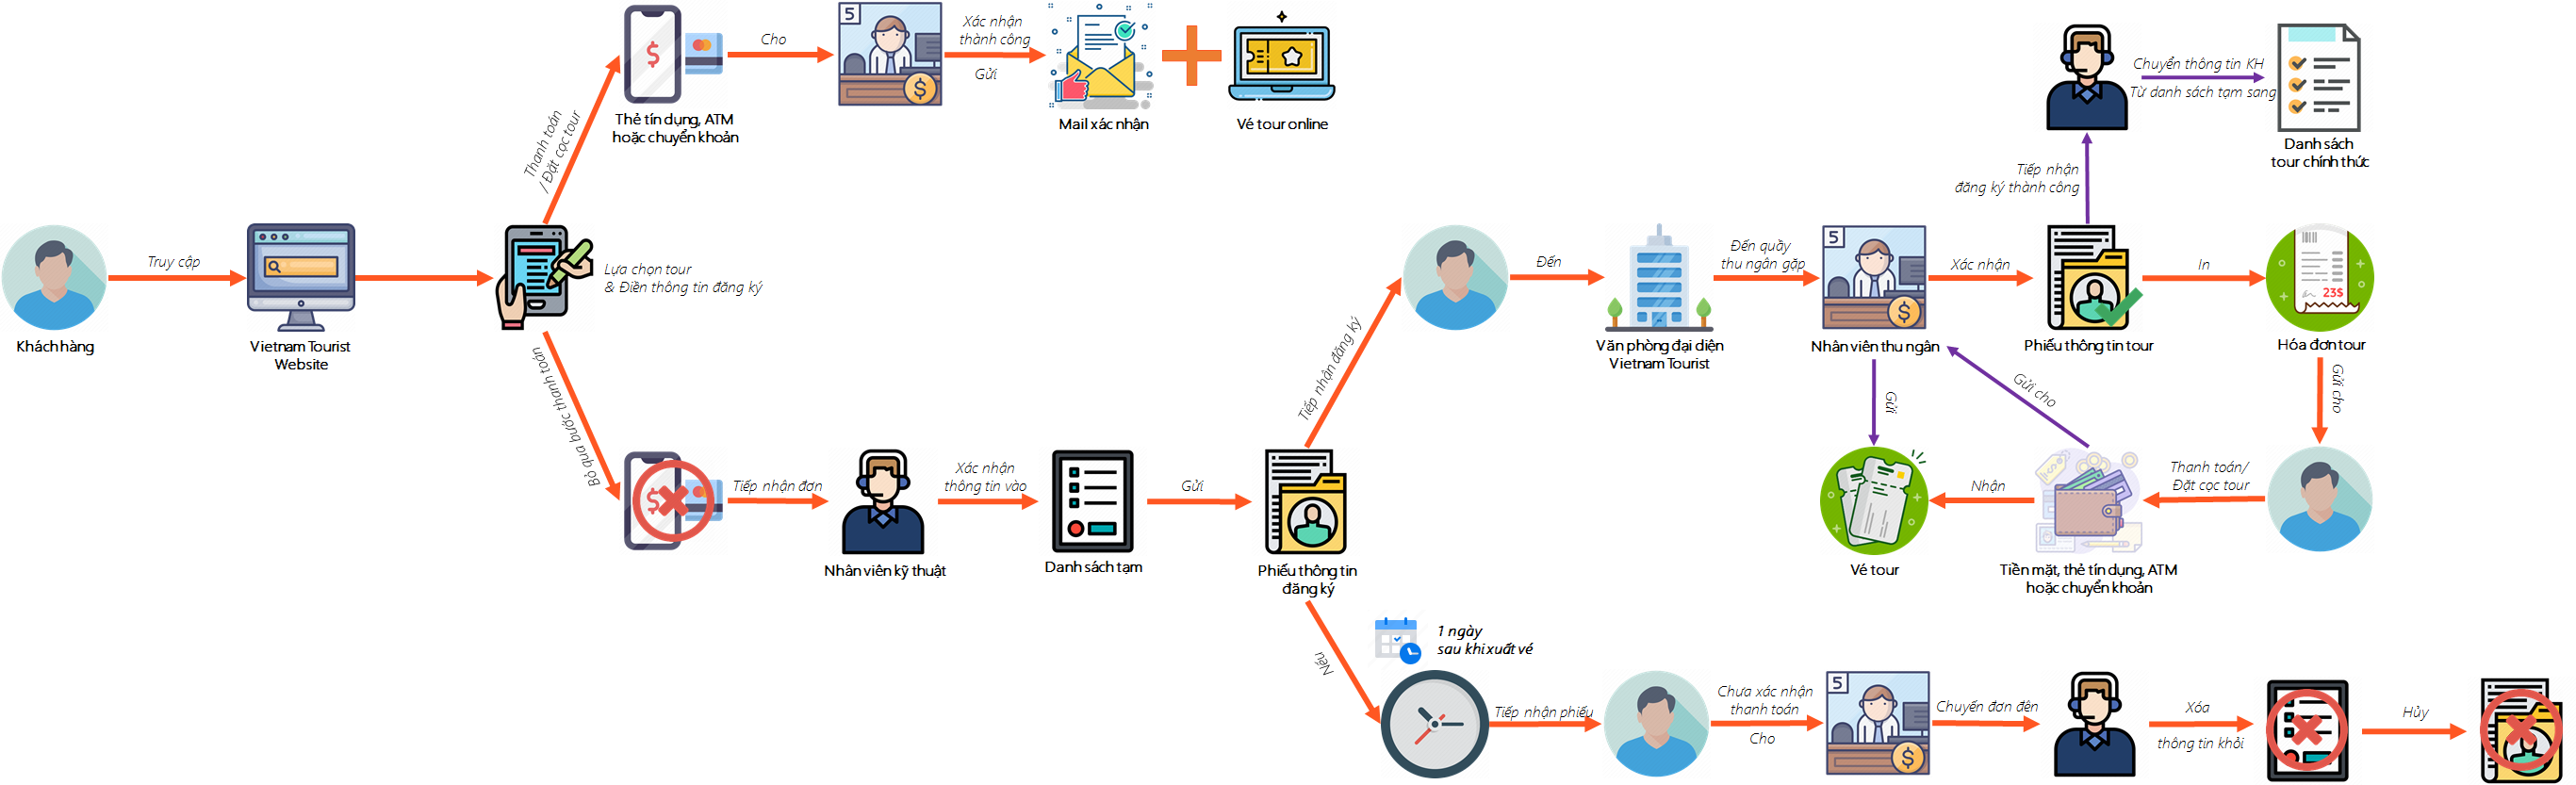 Khách hàng
Truy cập
Vietnam Tourist
Website
Lựa chọn tour
& Điền thông tin đăng ký
Thanh toán
/ Đặt cọc tour
$
Thẻ tín dụng, ATM
hoặc chuyển khoản
Cho
5
$
Xác nhận
thành công
Gửi
Mail xác nhận
Vé tour online
Bỏ qua bước thanh toán
$
Tiếp nhận đơn
Nhân viên kỹ thuật
Xác nhận
thông tin vào
Danh sách tạm
Gửi
Phiếu thông tin
đăng ký
Tiếp nhận đăng ký
Đến
Văn phòng đại diện
Vietnam Tourist
Đến quầy
thu ngân gặp
5
$
Nhân viên thu ngân
Xác nhận
Phiếu thông tin tour
Tiếp nhận
đăng ký thành công
Chuyển thông tin KH
Từ danh sách tạm sang
Danh sách
tour chính thức
In
23$
Hóa đơn tour
Gửi cho
Thanh toán/
Đặt cọc tour
Tiền mặt, thẻ tín dụng, ATM
hoặc chuyển khoản
Gửi cho
Nhận
Gửi
Vé tour
Nếu
1 ngày
sau khi xuất vé
Tiếp nhận phiếu
Chưa xác nhận
thanh toán
Cho
5
$
Chuyển đơn đến
Xóa
thông tin khỏi
Hủy